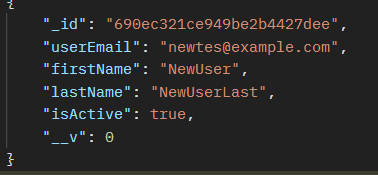 {
"_id": "690ec321ce949be2b4427dee",
"userEmail": "newtes@example.com",
"firstName": "NewUser",
"lastName": "NewUserLast",
"isActive": true,
"__v": 0
}